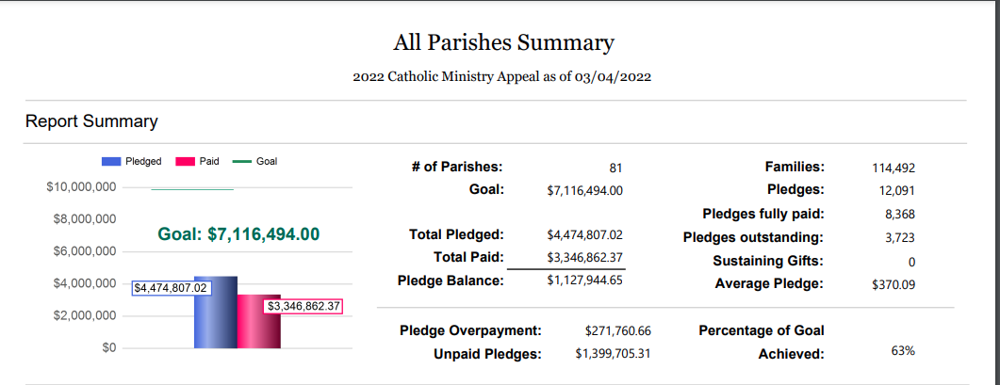 All Parishes Summary
2022 Catholic Ministry Appeal as of 03/04/2022
Report Summary
Pledged Paid Goal
$10,000,000
$8,000,000
$6,000,000
$4,000,000
$2,000,000
$0
Goal: $7,116,494.00
$4,474,807.02
$3,346,862.37
# of Parishes: 81
Goal: $7,116,494.00
Total Pledged: $4,474,807.02
Total Paid: $3,346,862.37
Pledge Balance: $1,127,944.65
Families: 114,492
Pledges: 12,091
Pledges fully paid: 8,368
Pledges outstanding: 3,723
Sustaining Gifts: 0
Average Pledge: $370.09
Pledge Overpayment: $271,760.66
Unpaid Pledges: $1,399,705.31
Percentage of Goal
Achieved: 63%